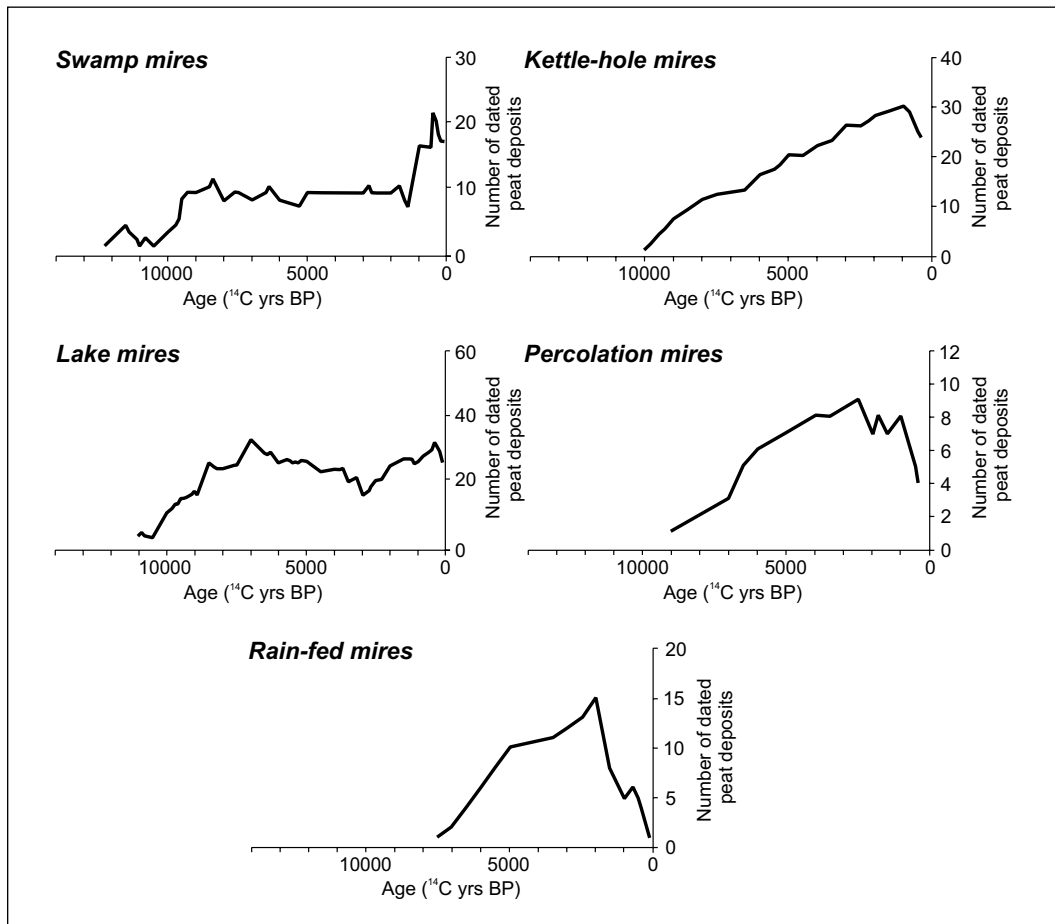 Swamp mires
30
20
10
0
Number of dated
peat deposits
10000
5000
0
Age (¹⁴C yrs BP)
Kettle-hole mires
40
30
20
10
0
Number of dated
peat deposits
10000
5000
0
Age (¹⁴C yrs BP)
Lake mires
60
40
20
0
Number of dated
peat deposits
10000
5000
0
Age (¹⁴C yrs BP)
Percolation mires
12
10
8
6
4
2
0
Number of dated
peat deposits
10000
5000
0
Age (¹⁴C yrs BP)
Rain-fed mires
20
15
10
5
0
Number of dated
peat deposits
10000
5000
0
Age (¹⁴C yrs BP)